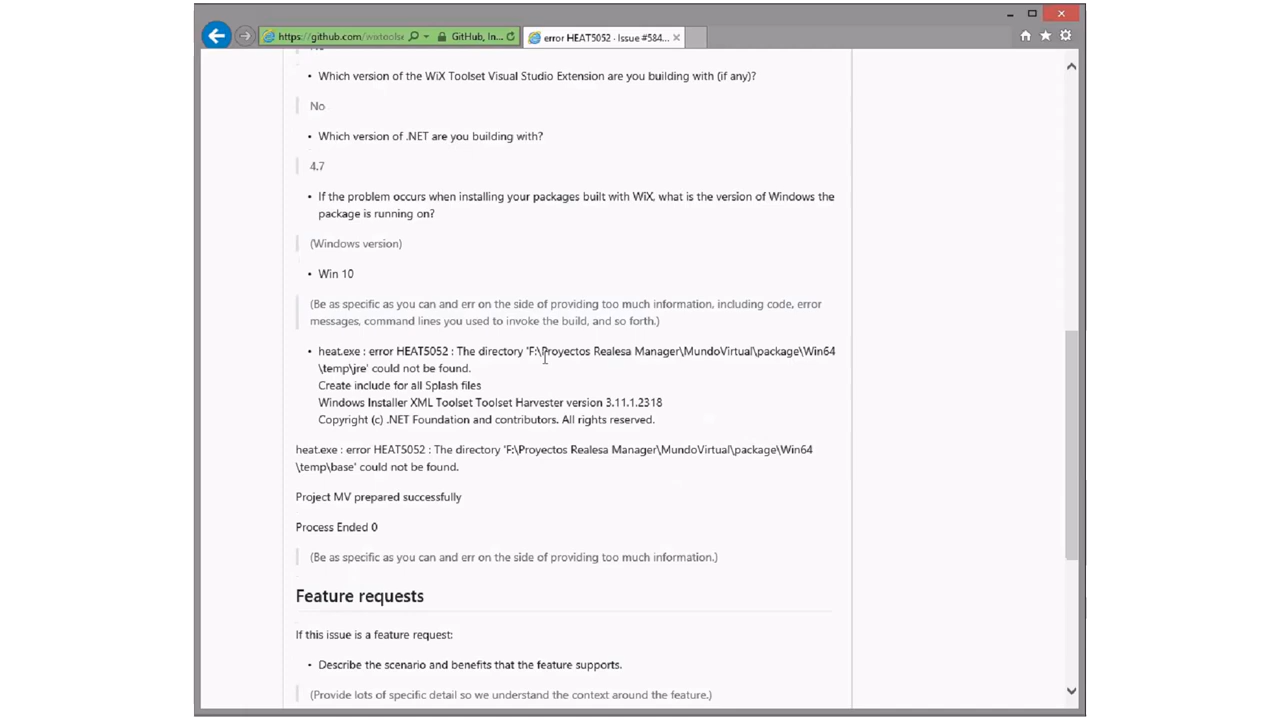 https://github.com/wixtoolse
GitHub, In...
error HEAT5052 · Issue #584...
• Which version of the WiX Toolset Visual Studio Extension are you building with (if any)?
No
• Which version of .NET are you building with?
4.7
• If the problem occurs when installing your packages built with WiX, what is the version of Windows the
package is running on?
(Windows version)
• Win 10
(Be as specific as you can and err on the side of providing too much information, including code, error
messages, command lines you used to invoke the build, and so forth.)
• heat.exe : error HEAT5052 : The directory 'F:\Proyectos Realesa Manager\MundoVirtual\package\Win64
\temp\jre' could not be found.
Create include for all Splash files
Windows Installer XML Toolset Toolset Harvester version 3.11.1.2318
Copyright (c) .NET Foundation and contributors. All rights reserved.
heat.exe : error HEAT5052 : The directory 'F:\Proyectos Realesa Manager\MundoVirtual\package\Win64
\temp\base' could not be found.
Project MV prepared successfully
Process Ended 0
(Be as specific as you can and err on the side of providing too much information.)
Feature requests
If this issue is a feature request:
• Describe the scenario and benefits that the feature supports.
(Provide lots of specific detail so we understand the context around the feature.)